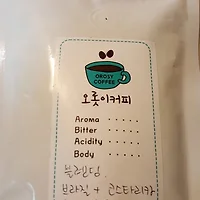 OROSY
COFFEE
오롯이커피
Aroma · · · · ·
Bitter · · · · ·
Acidity · · · · ·
Body · · · · ·
블렌딩
브라질 + 코스타리카